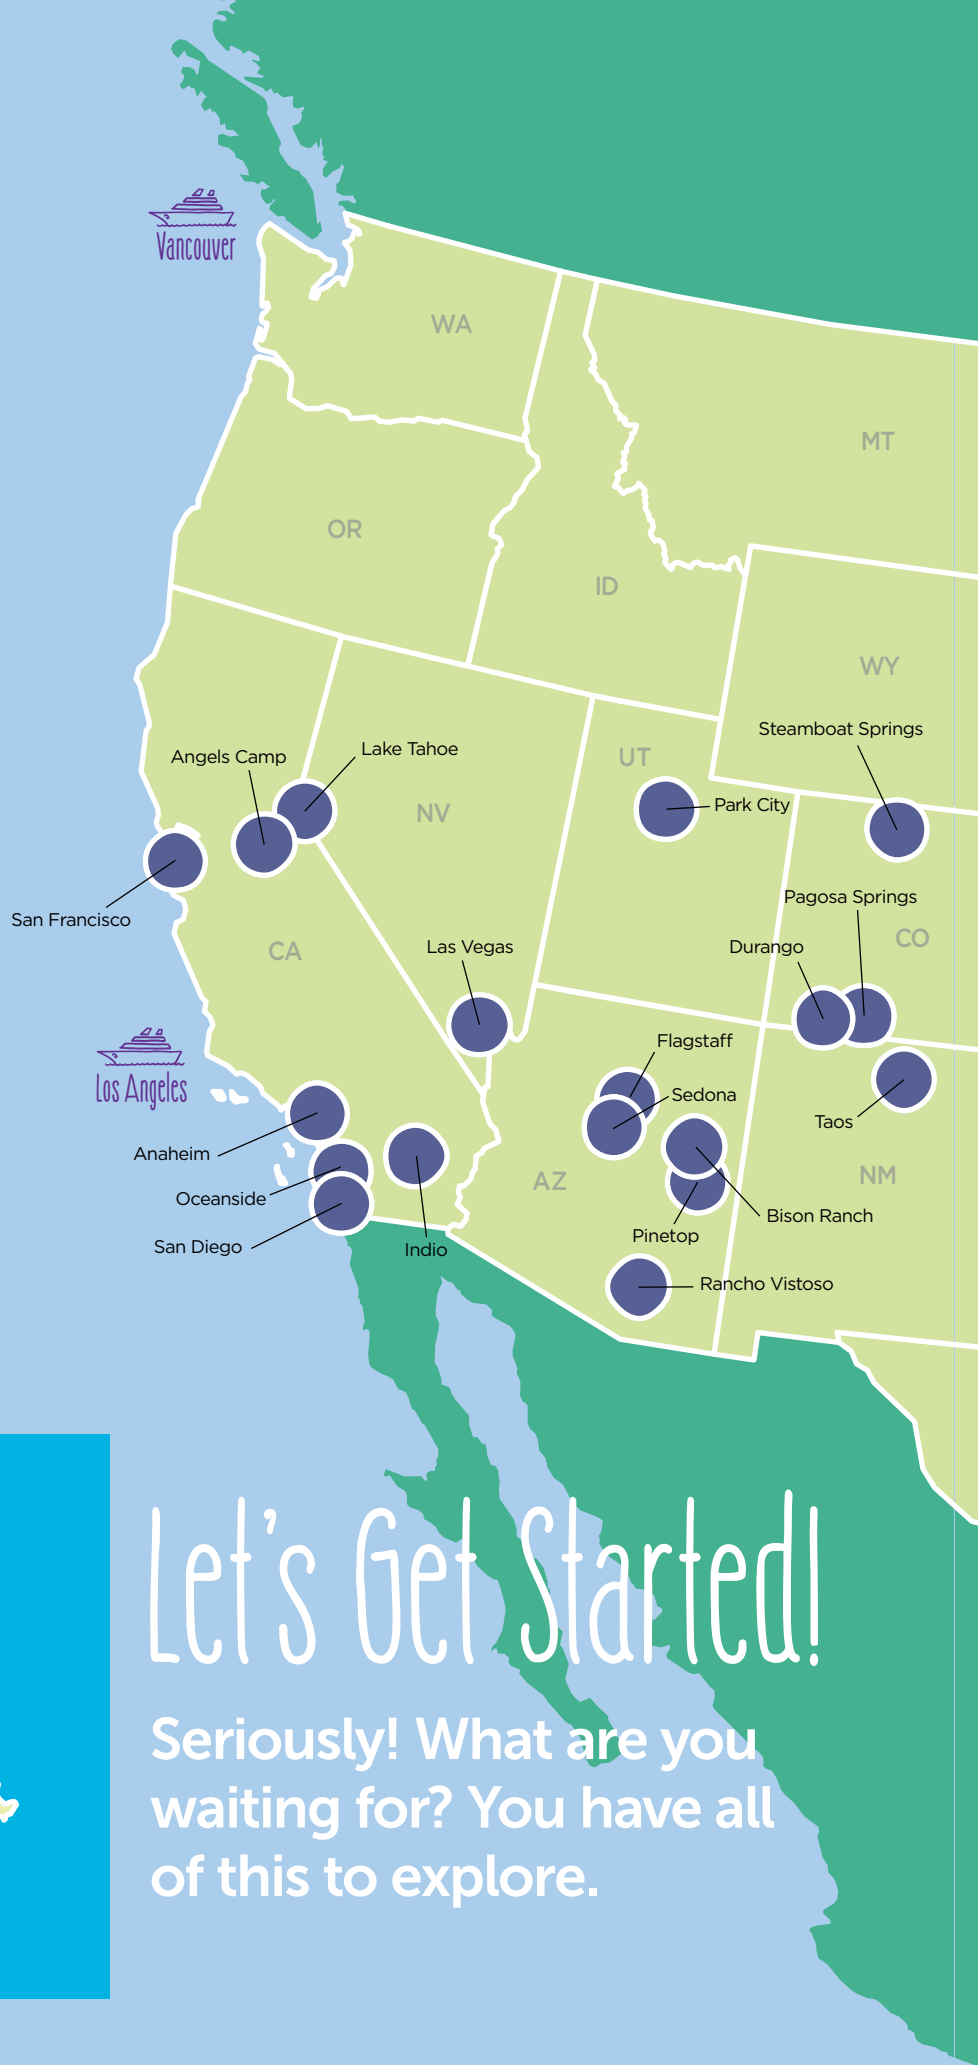 Vancouver
WA
MT
OR
ID
WY
Steamboat Springs
Angels Camp
Lake Tahoe
UT
NV
Park City
San Francisco
Pagosa Springs
CA
Las Vegas
Durango
CO
Flagstaff
Los Angeles
Sedona
Taos
Anaheim
AZ
NM
Oceanside
Bison Ranch
San Diego
Indio
Pinetop
Rancho Vistoso
Let's Get Started!
Seriously! What are you
waiting for? You have all
of this to explore.